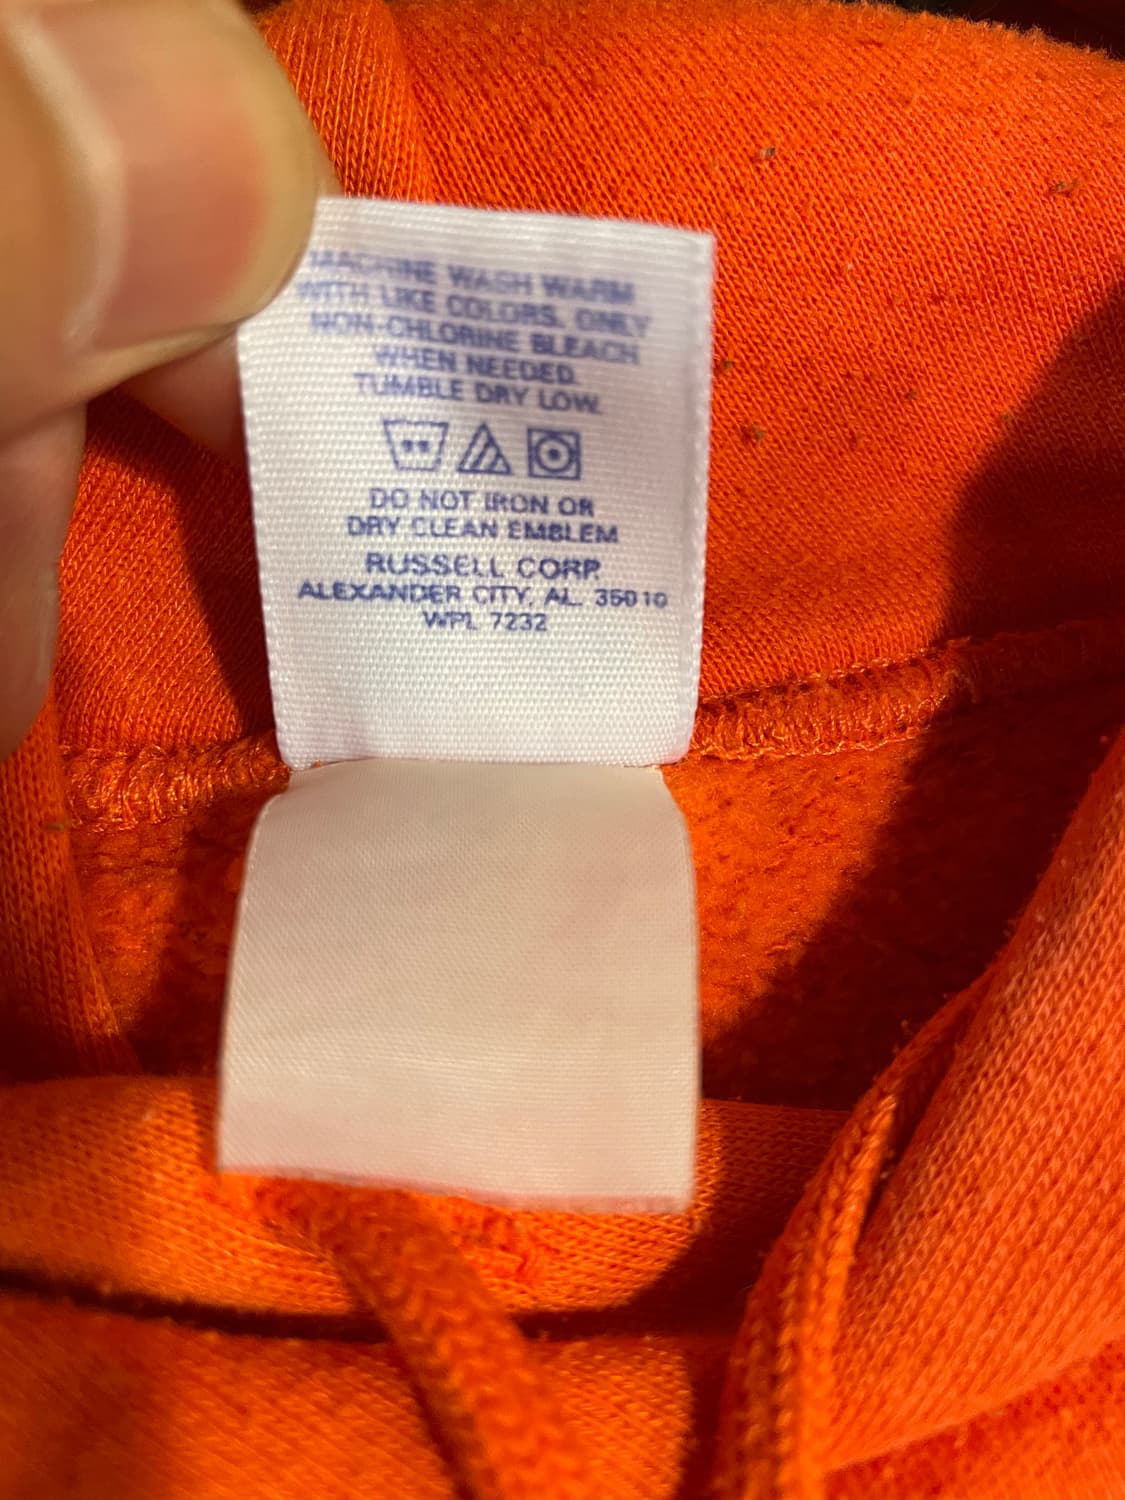 MACHINE WASH WARM
WITH LIKE COLORS. ONLY
NON-CHLORINE BLEACH
WHEN NEEDED.
TUMBLE DRY LOW.
DO NOT IRON OR
DRY CLEAN EMBLEM
RUSSELL CORP.
ALEXANDER CITY, AL. 35010
WPL 7232